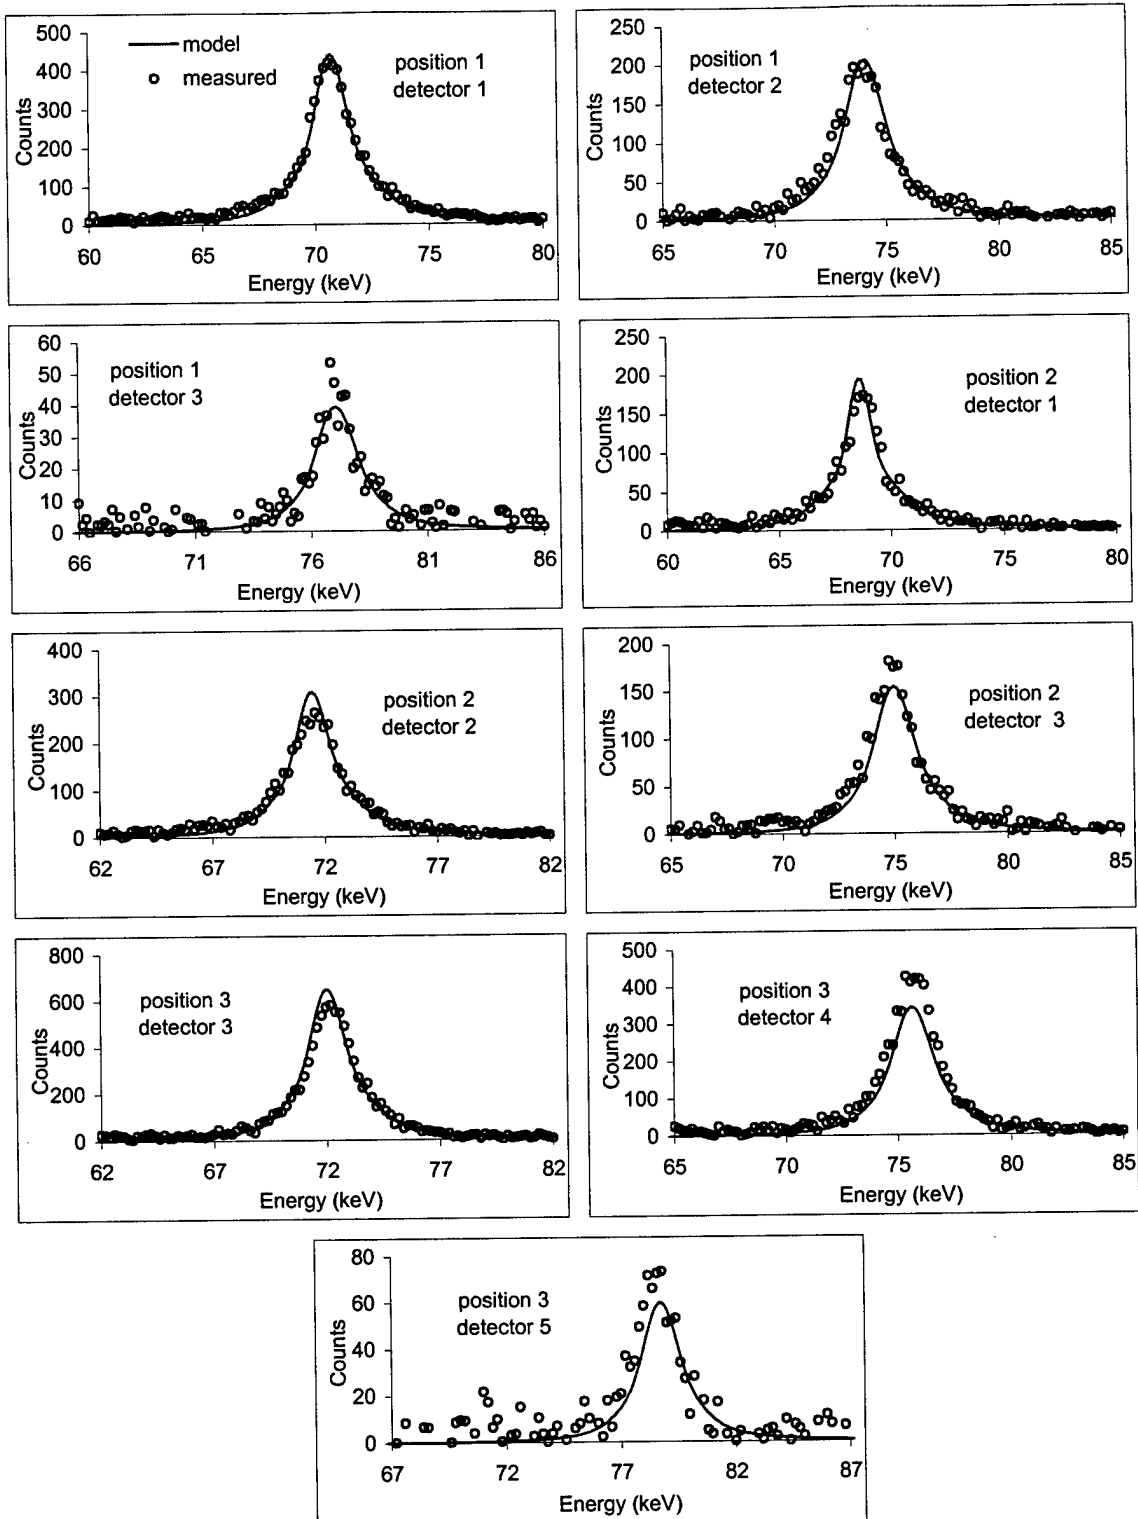 500
400
300
200
100
0
Counts
model
measured
position 1
detector 1
60 65 70 75 80
Energy (keV)
250
200
150
100
50
0
Counts
position 1
detector 2
65 70 75 80 85
Energy (keV)
60
50
40
30
20
10
0
Counts
position 1
detector 3
66 71 76 81 86
Energy (keV)
250
200
150
100
50
0
Counts
position 2
detector 1
60 65 70 75 80
Energy (keV)
400
300
200
100
0
Counts
position 2
detector 2
62 67 72 77 82
Energy (keV)
200
150
100
50
0
Counts
position 2
detector 3
65 70 75 80 85
Energy (keV)
800
600
400
200
0
Counts
position 3
detector 3
62 67 72 77 82
Energy (keV)
500
400
300
200
100
0
Counts
position 3
detector 4
65 70 75 80 85
Energy (keV)
80
60
40
20
0
Counts
position 3
detector 5
67 72 77 82 87
Energy (keV)